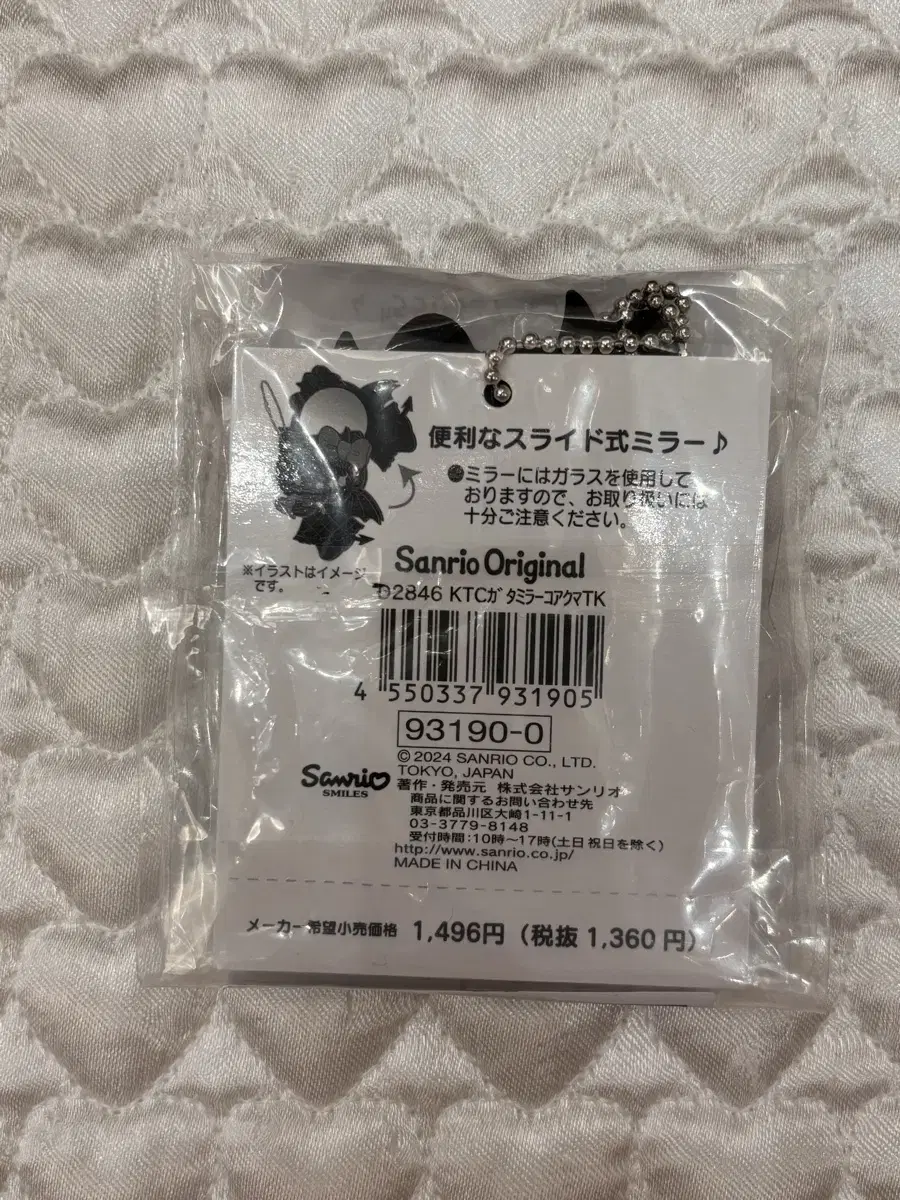 便利なスライド式ミラー♪
●ミラーにはガラスを使用して
おりますので、お取り扱いには
十分ご注意ください。
※イラストはイメージ
です。
Sanrio Original
D2846 KTCガタミラーコアクマTK
4 550337 931905
93190-0
© 2024 SANRIO CO., LTD.
TOKYO, JAPAN
Sanrio
SMILES
著作・発売元 株式会社サンリオ
商品に関するお問い合わせ先
東京都品川区大崎1-11-1
03-3779-8148
受付時間:10時〜17時(土日祝日を除く)
http://www.sanrio.co.jp/
MADE IN CHINA
メーカー希望小売価格 1,496円 (税抜 1,360円)